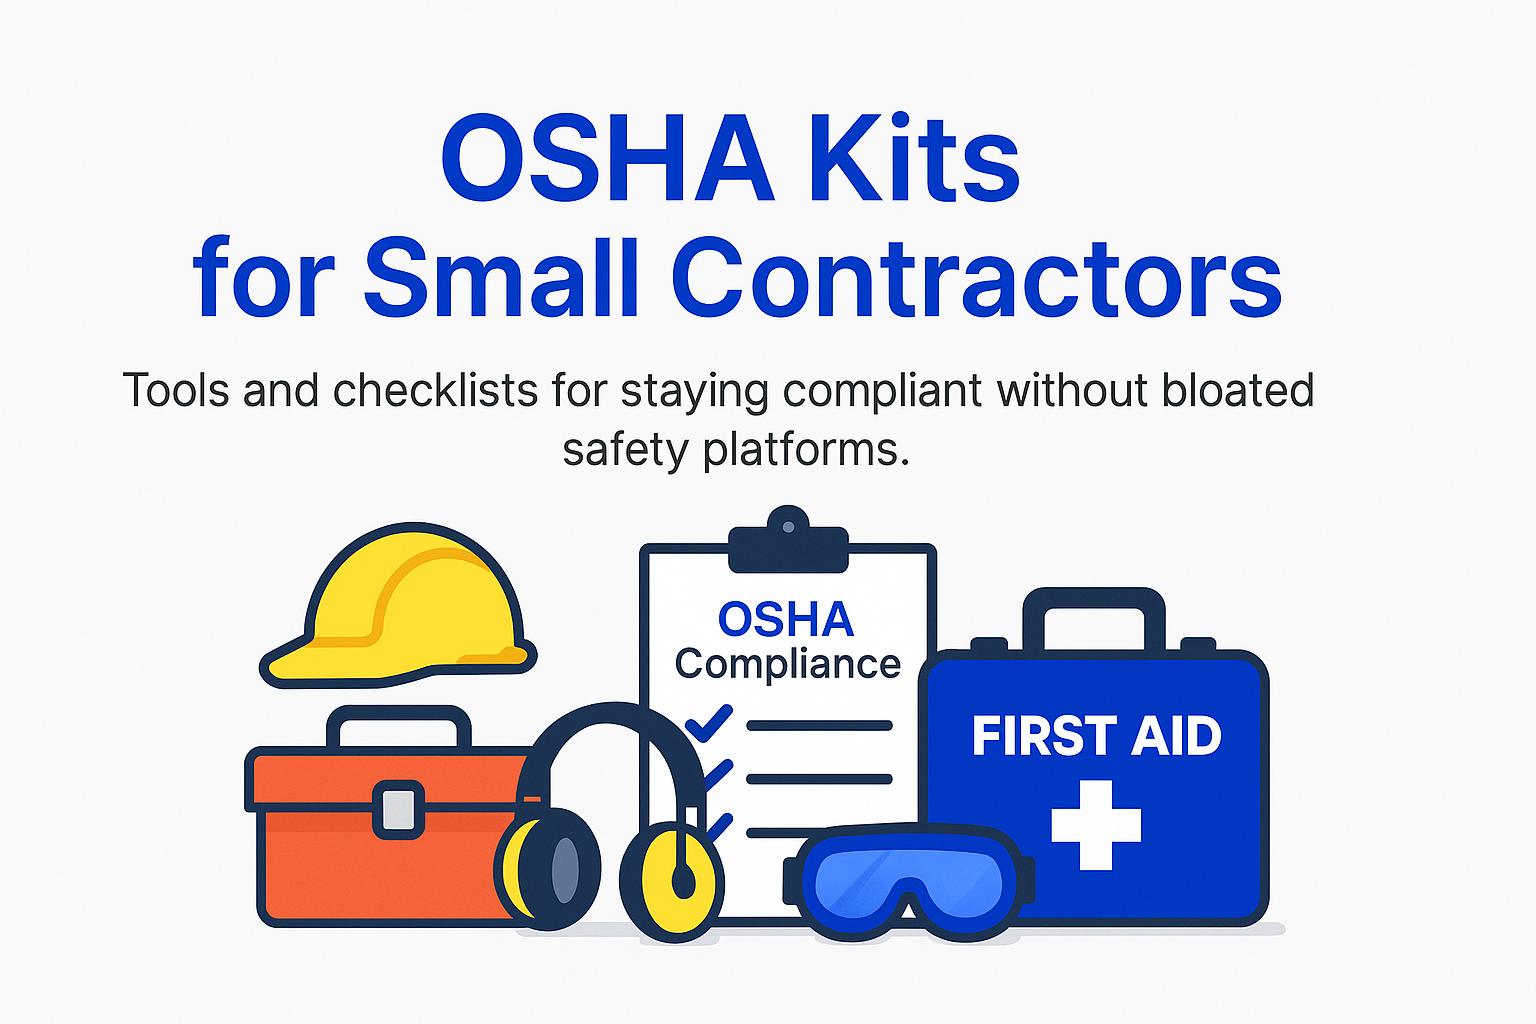 OSHA Kits
for Small Contractors
Tools and checklists for staying compliant without bloated
safety platforms.
OSHA
Compliance
FIRST AID